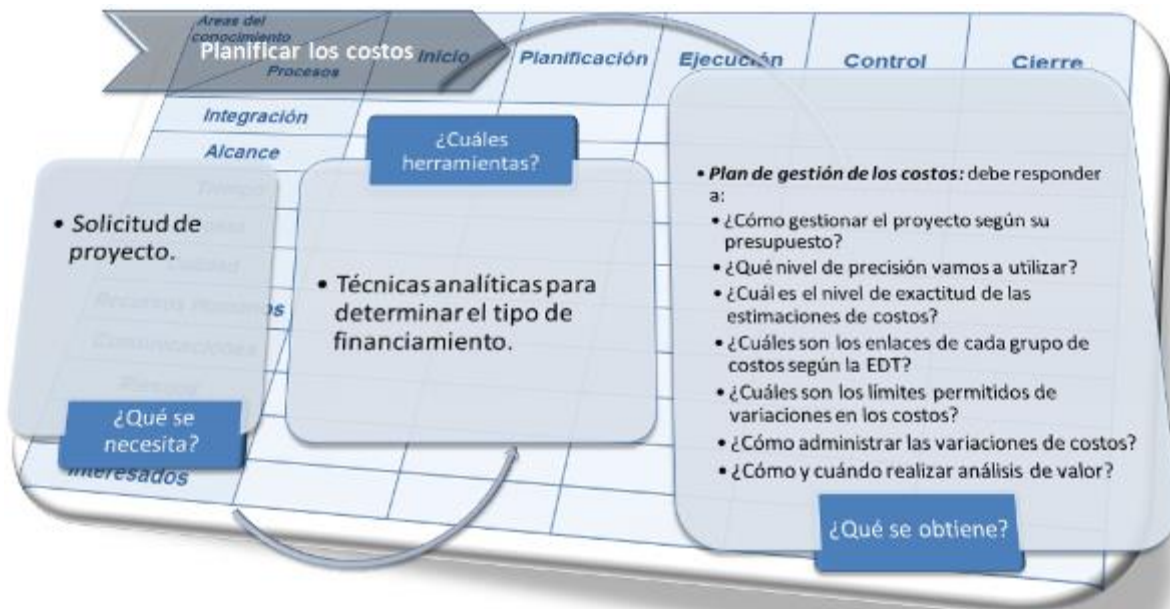 Areas del
conocimiento
Planificar los costos
Procesos
Inicio
Planificación
Ejecución
Control
Cierre
Integración
Alcance
Tiempo
Calidad
Recursos Humanos
Comunicaciones
Interesados
¿Qué se
necesita?
• Solicitud de
proyecto.
¿Cuáles
herramientas?
• Técnicas analíticas para
determinar el tipo de
financiamiento.
• Plan de gestión de los costos: debe responder
a:
• ¿Cómo gestionar el proyecto según su
presupuesto?
• ¿Qué nivel de precisión vamos a utilizar?
• ¿Cuál es el nivel de exactitud de las
estimaciones de costos?
• ¿Cuáles son los enlaces de cada grupo de
costos según la EDT?
• ¿Cuáles son los límites permitidos de
variaciones en los costos?
• ¿Cómo administrar las variaciones de costos?
• ¿Cómo y cuándo realizar análisis de valor?
¿Qué se obtiene?